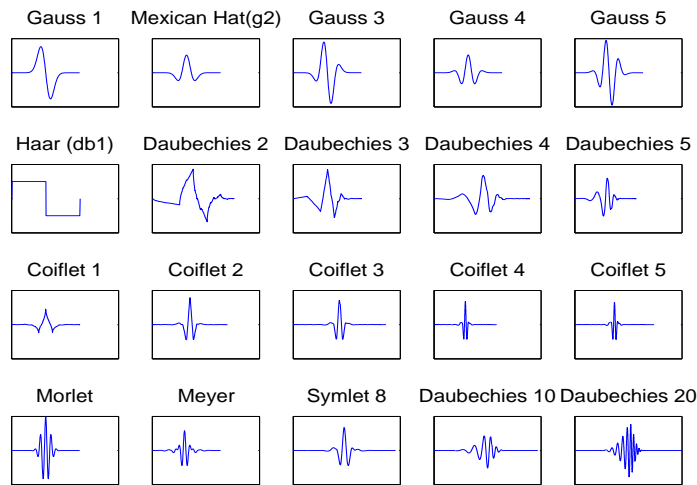 Gauss 1
Mexican Hat(g2)
Gauss 3
Gauss 4
Gauss 5
Haar (db1)
Daubechies 2
Daubechies 3
Daubechies 4
Daubechies 5
Coiflet 1
Coiflet 2
Coiflet 3
Coiflet 4
Coiflet 5
Morlet
Meyer
Symlet 8
Daubechies 10
Daubechies 20